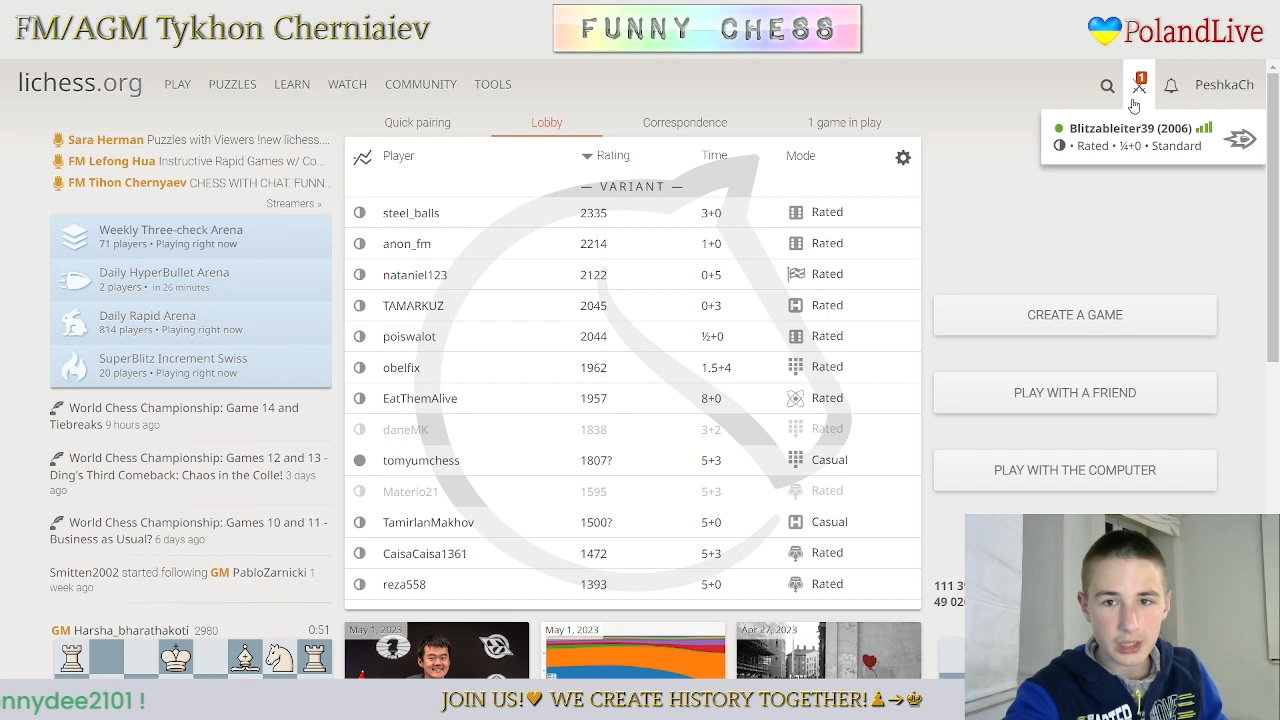 FM/AGM Tykhon Cherniaiev
FUNNY CHESS
PolandLive
lichess.org
PLAY
PUZZLES
LEARN
WATCH
COMMUNITY
TOOLS
1
PeshkaCh
Blitzableiter39 (2006)
• Rated • ¼+0 • Standard
Sara Herman Puzzles with Viewers !new lichess....
FM Lefong Hua Instructive Rapid Games w/ Co...
FM Tihon Chernyaev CHESS WITH CHAT. FUNN...
Streamers »
Weekly Three-check Arena
71 players • Playing right now
Daily HyperBullet Arena
2 players • in 26 minutes
Daily Rapid Arena
814 players • Playing right now
SuperBlitz Increment Swiss
players • Playing right now
World Chess Championship: Game 14 and
Tiebreaks 9 hours ago
World Chess Championship: Games 12 and 13 -
Ding's Third Comeback: Chaos in the Colle! 3 days
ago
World Chess Championship: Games 10 and 11 -
Business as Usual? 6 days ago
Smitten2002 started following GM PabloZarnicki 1
week ago
GM Harsha_bharathakoti 2980 0:51
Quick pairing
Lobby
Correspondence
1 game in play
Player Rating Time Mode
— VARIANT —
steel_balls 2335 3+0 Rated
anon_fm 2214 1+0 Rated
nataniel123 2122 0+5 Rated
TAMARKUZ 2045 0+3 Rated
poiswalot 2044 ½+0 Rated
obelfix 1962 1.5+4 Rated
EatThemAlive 1957 8+0 Rated
daneMK 1838 3+2 Rated
tomyumchess 1807? 5+3 Casual
Materio21 1595 5+3 Rated
TamirlanMakhov 1500? 5+0 Casual
CaisaCaisa1361 1472 5+3 Rated
reza558 1393 5+0 Rated
CREATE A GAME
PLAY WITH A FRIEND
PLAY WITH THE COMPUTER
May 1, 2023
May 1, 2023
Apr 27, 2023
nnydee2101 !
JOIN US!🧡 WE CREATE HISTORY TOGETHER!♟→♚